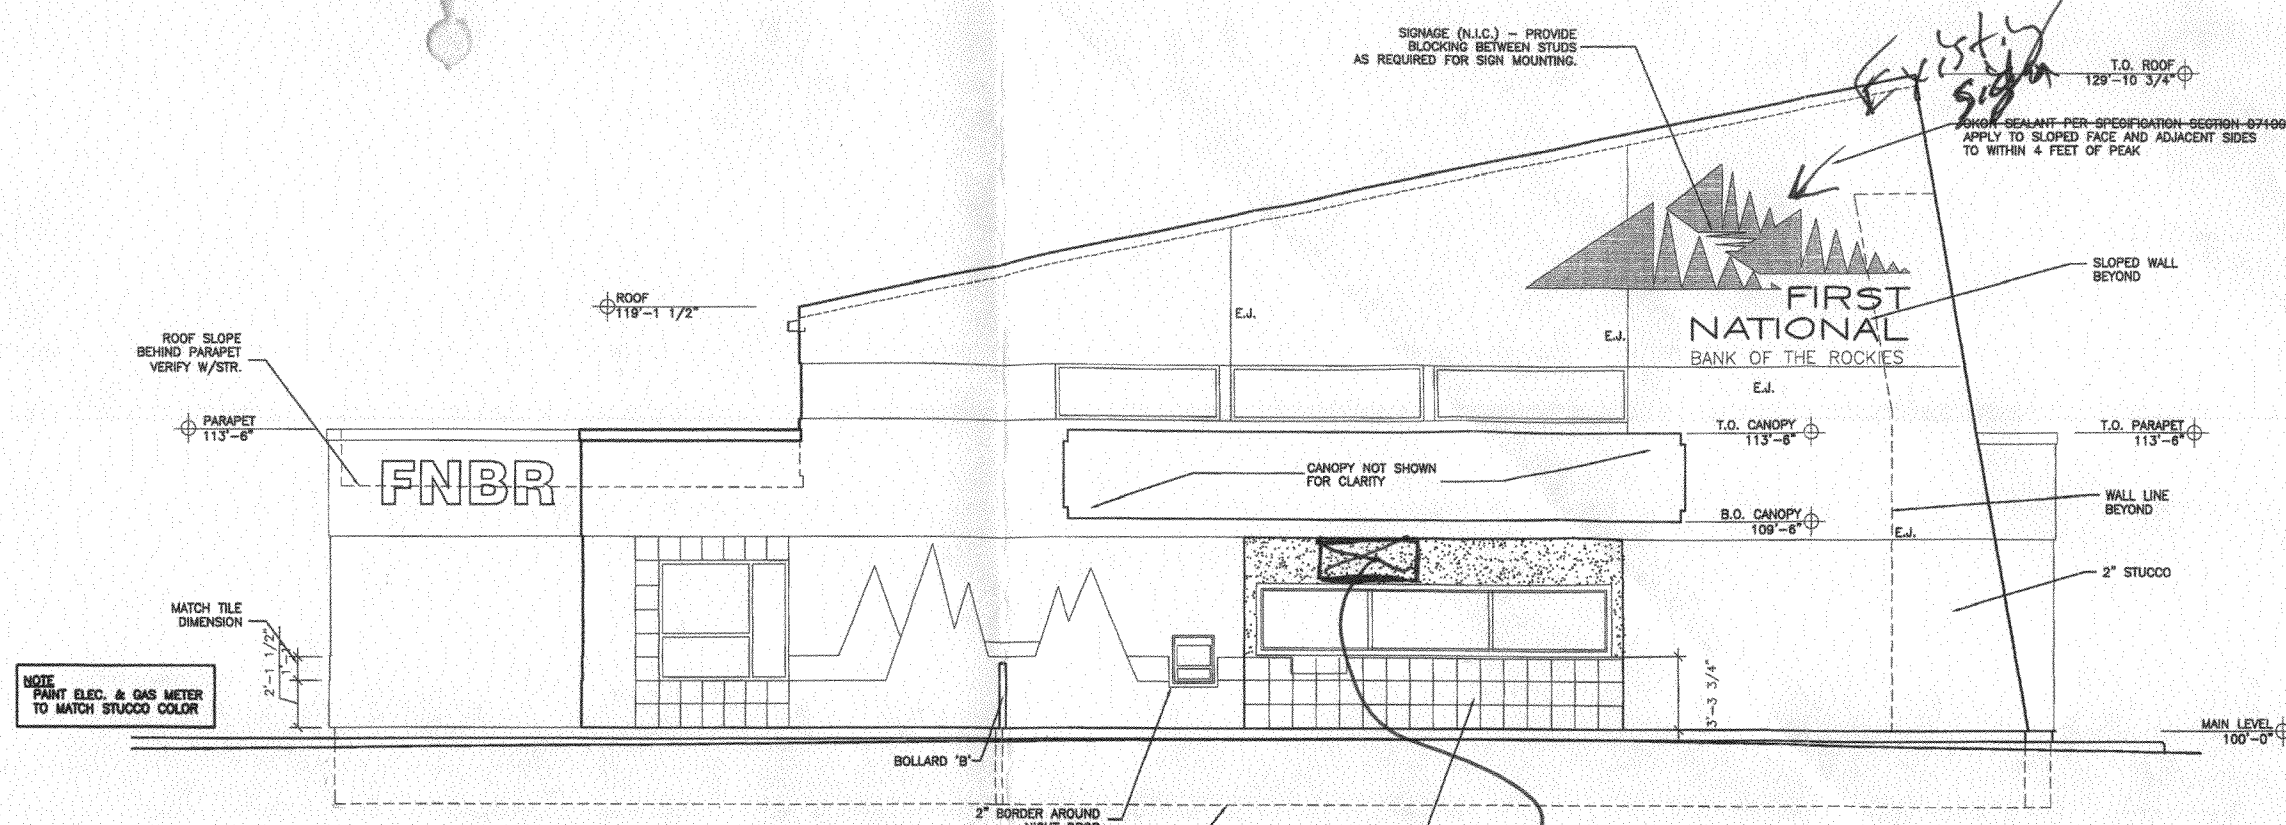 SIGNAGE (N.I.C.) – PROVIDE
BLOCKING BETWEEN STUDS
AS REQUIRED FOR SIGN MOUNTING.
sign
T.O. ROOF
129'-10 3/4"
SEALANT PER SPECIFICATION SECTION 07100
APPLY TO SLOPED FACE AND ADJACENT SIDES
TO WITHIN 4 FEET OF PEAK
SLOPED WALL
BEYOND
ROOF
119'-1 1/2"
E.J.
E.J.
FIRST
NATIONAL
BANK OF THE ROCKIES
E.J.
ROOF SLOPE
BEHIND PARAPET
VERIFY W/STR.
PARAPET
113'-6"
T.O. CANOPY
113'-6"
T.O. PARAPET
113'-6"
FNBR
CANOPY NOT SHOWN
FOR CLARITY
WALL LINE
BEYOND
B.O. CANOPY
109'-6"
E.J.
2" STUCCO
MATCH TILE
DIMENSION
2'-1 1/2"
NOTE
PAINT ELEC. & GAS METER
TO MATCH STUCCO COLOR
3'-3 3/4"
MAIN LEVEL
100'-0"
BOLLARD 'B'
2" BORDER AROUND